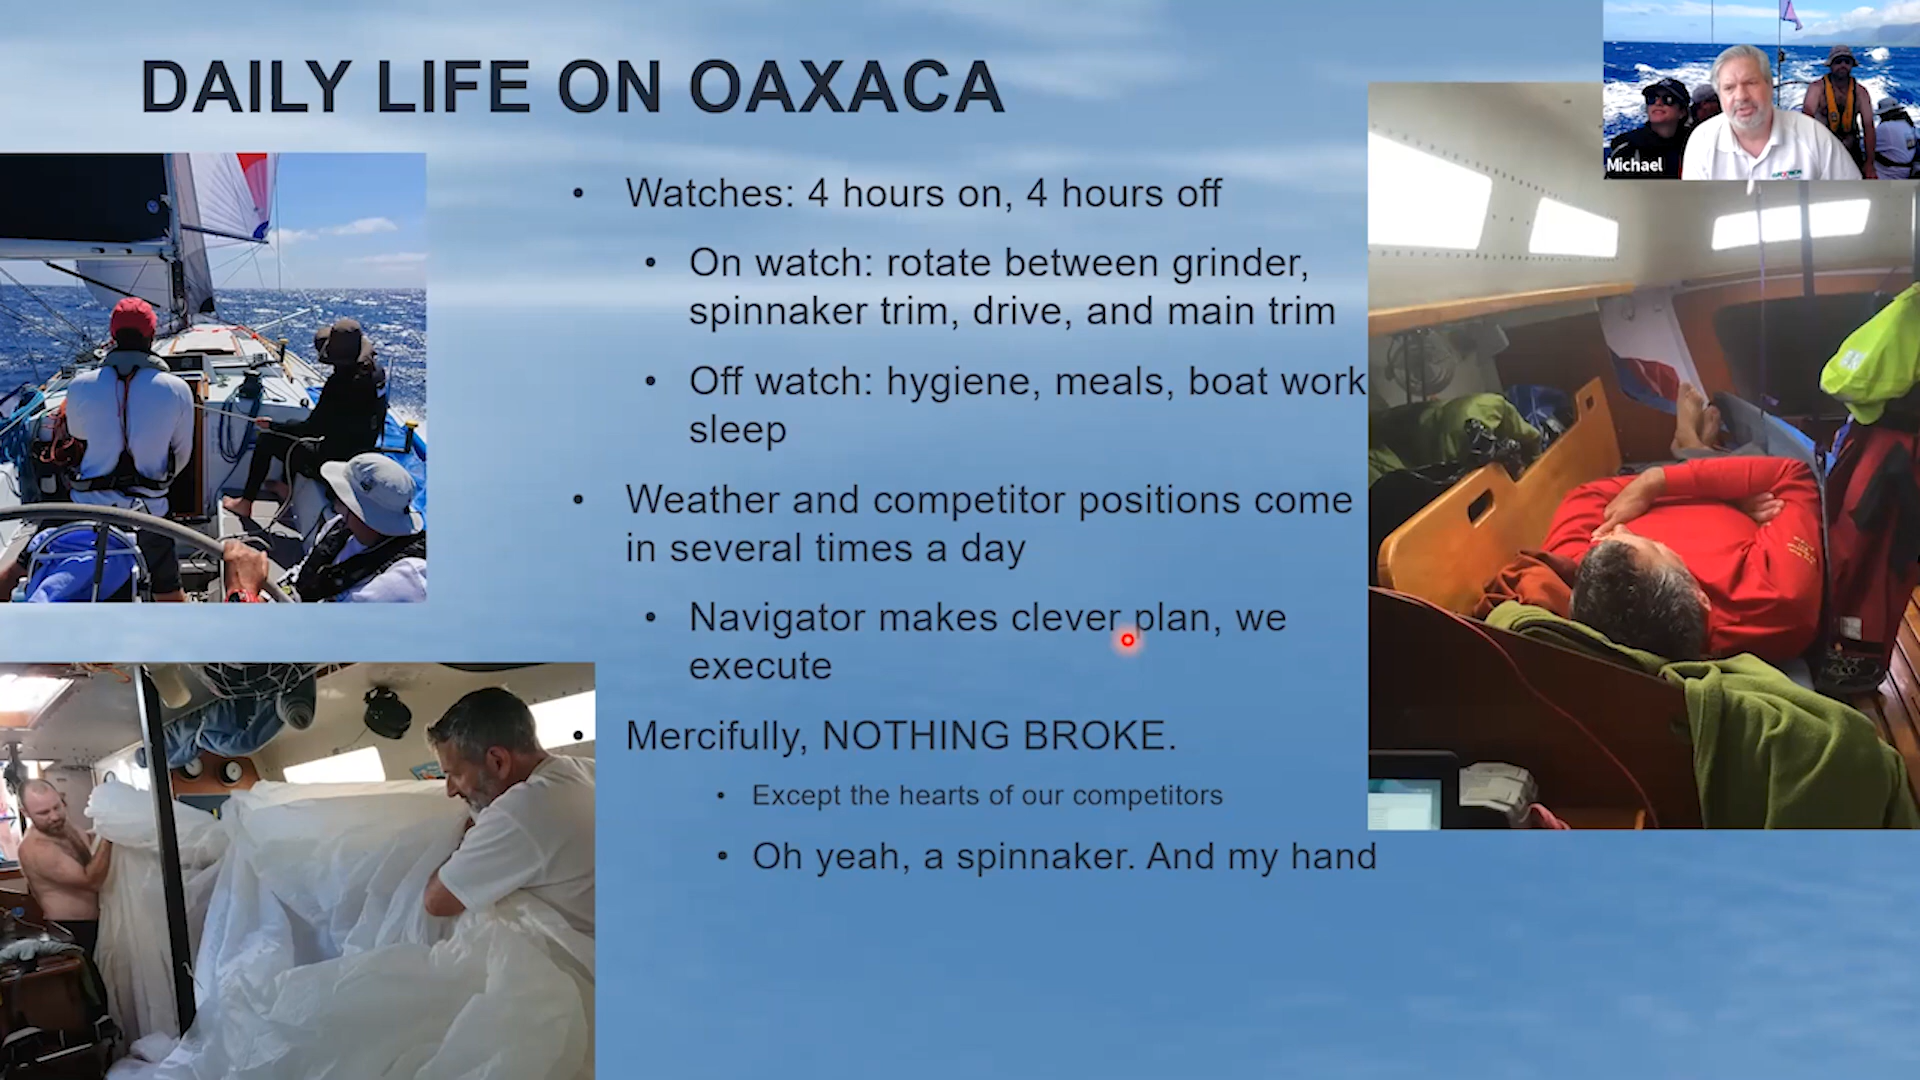 DAILY LIFE ON OAXACA
Michael
• Watches: 4 hours on, 4 hours off
• On watch: rotate between grinder,
spinnaker trim, drive, and main trim
• Off watch: hygiene, meals, boat work
sleep
• Weather and competitor positions come
in several times a day
• Navigator makes clever plan, we
execute
• Mercifully, NOTHING BROKE.
• Except the hearts of our competitors
• Oh yeah, a spinnaker. And my hand